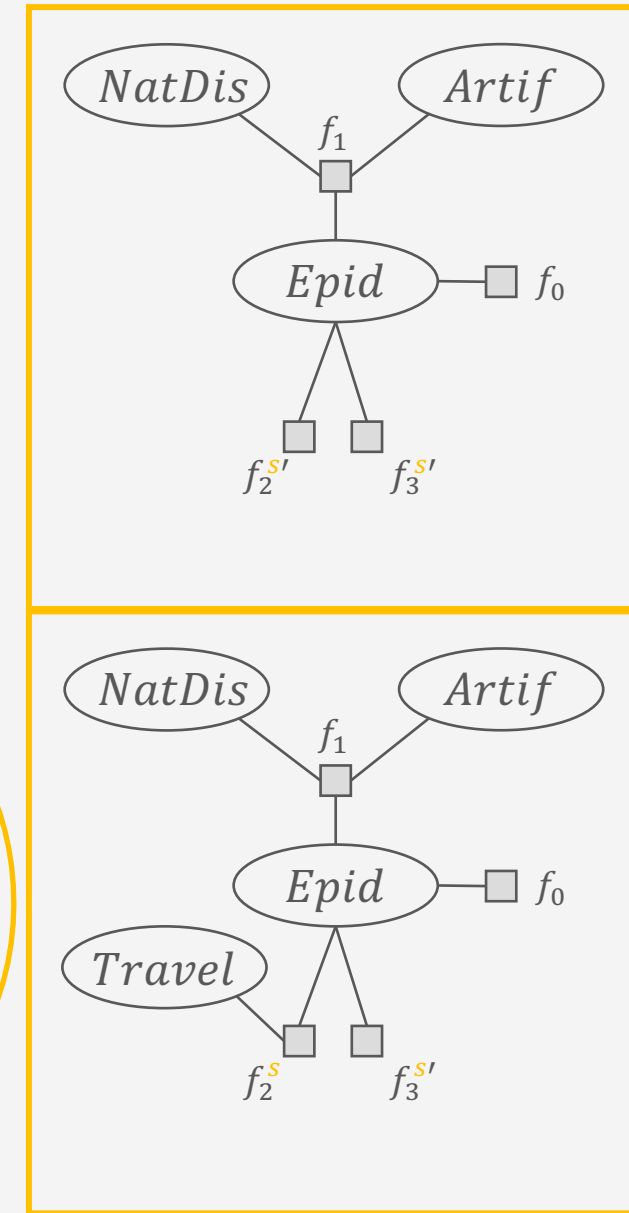 NatDis Artif
f₁
Epid f₀
f₂ˢ′ f₃ˢ′
NatDis Artif
f₁
Epid f₀
Travel
f₂ˢ f₃ˢ′